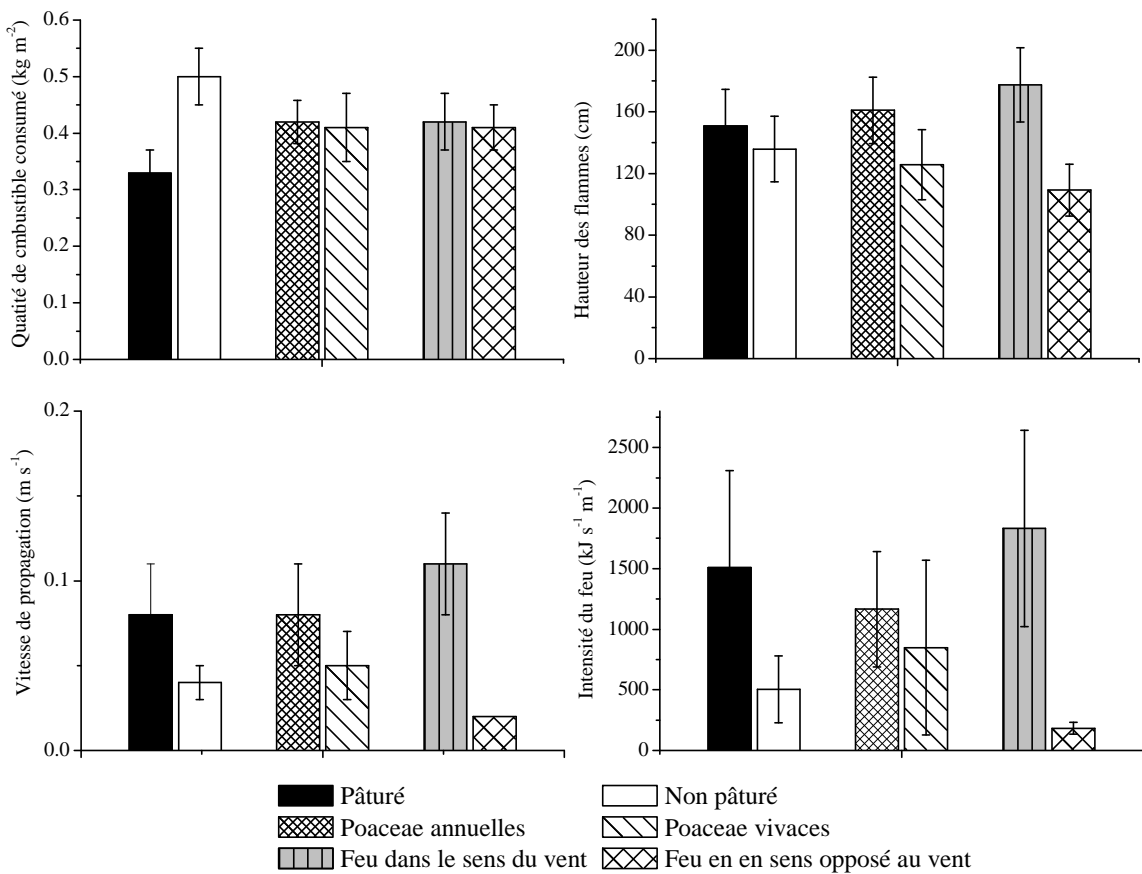 Quatité de cmbustible consumé (kg m⁻²)
0.6
0.5
0.4
0.3
0.2
0.1
0.0
Hauteur des flammes (cm)
200
160
120
80
40
0
Vitesse de propagation (m s⁻¹)
0.2
0.1
0.0
Intensité du feu (kJ s⁻¹ m⁻¹)
2500
2000
1500
1000
500
0
Pâturé
Non pâturé
Poaceae annuelles
Poaceae vivaces
Feu dans le sens du vent
Feu en en sens opposé au vent